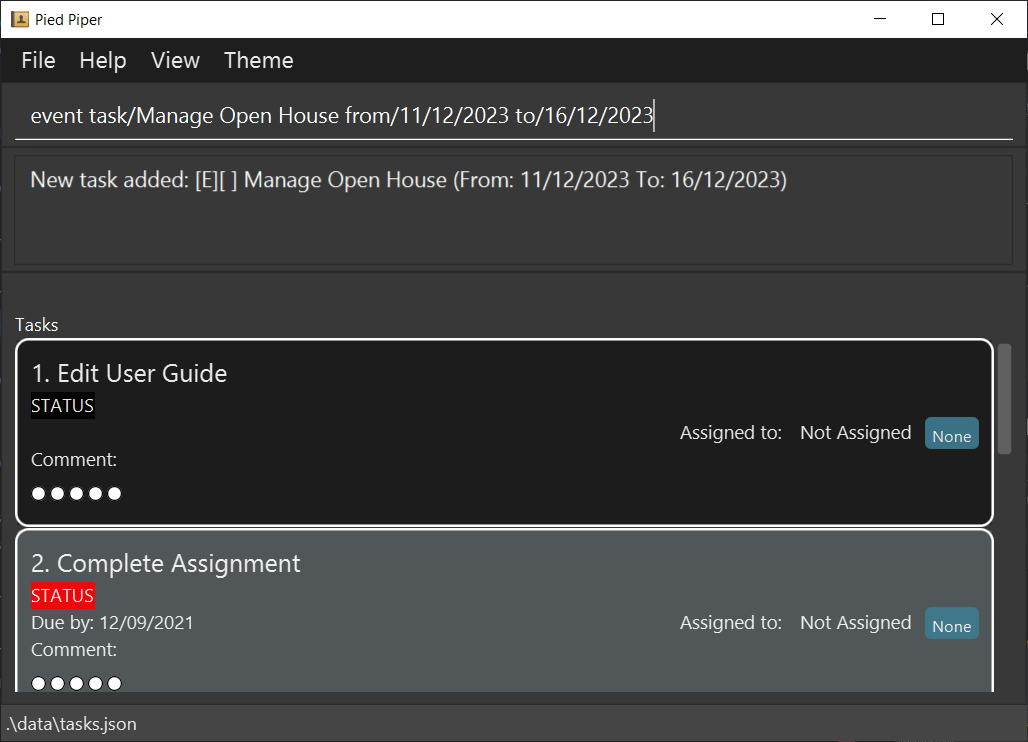 Pied Piper
File Help View Theme
event task/Manage Open House from/11/12/2023 to/16/12/2023
New task added: [E][ ] Manage Open House (From: 11/12/2023 To: 16/12/2023)
Tasks
1. Edit User Guide
STATUS
Assigned to: Not Assigned None
Comment:
2. Complete Assignment
STATUS
Due by: 12/09/2021 Assigned to: Not Assigned None
Comment:
.\data\tasks.json